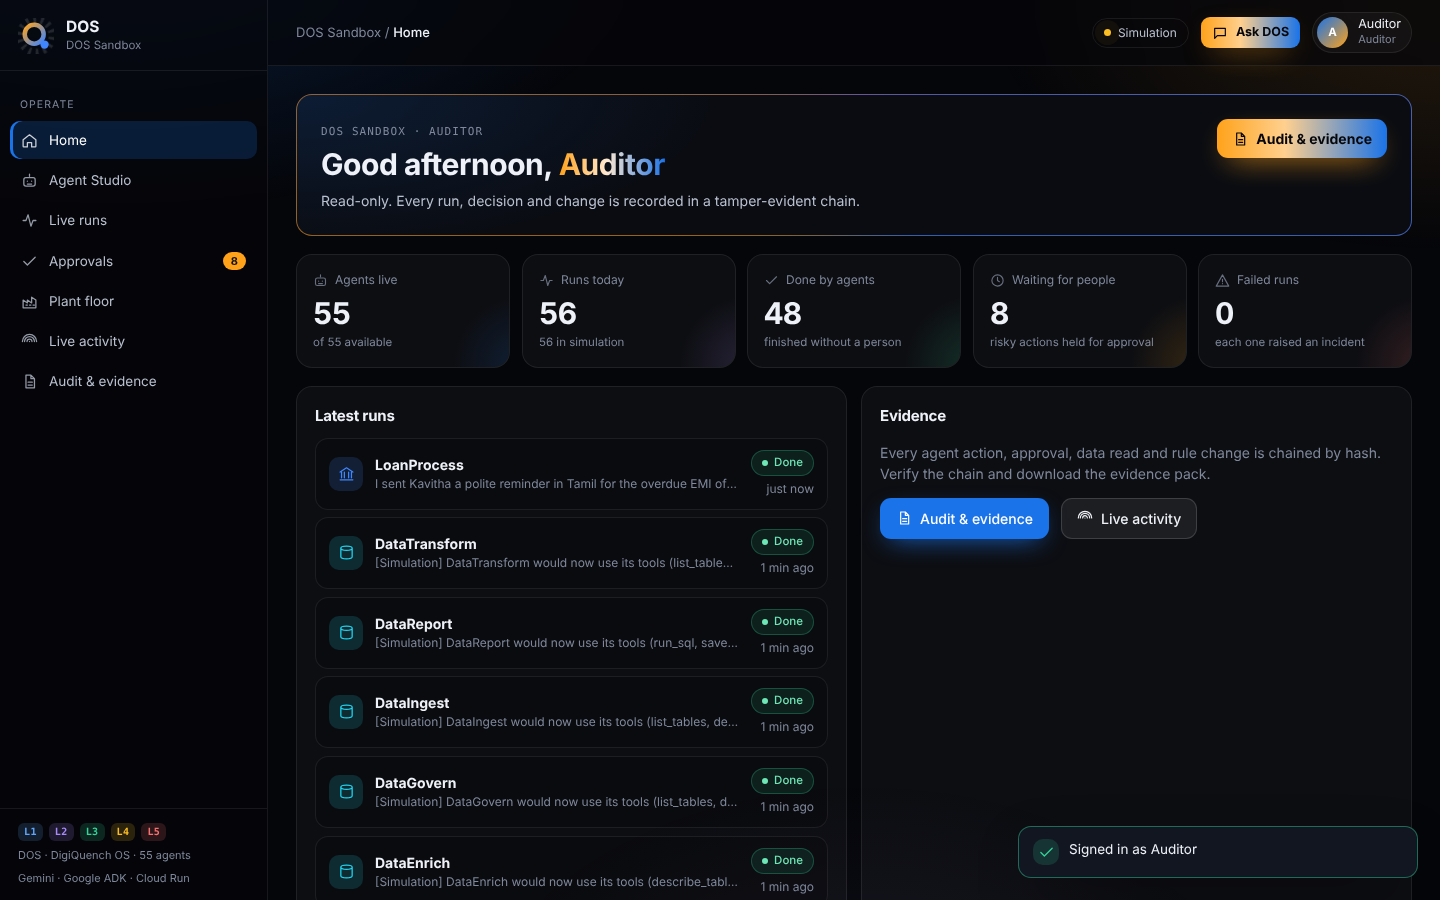 DOS
DOS Sandbox
OPERATE
Home
Agent Studio
Live runs
Approvals
8
Plant floor
Live activity
Audit & evidence
L1 L2 L3 L4 L5
DOS · DigiQuench OS · 55 agents
Gemini · Google ADK · Cloud Run
DOS Sandbox / Home
Simulation
Ask DOS
A
Auditor
Auditor
DOS SANDBOX · AUDITOR
Good afternoon, Auditor
Read-only. Every run, decision and change is recorded in a tamper-evident chain.
Audit & evidence
Agents live
55
of 55 available
Runs today
56
56 in simulation
Done by agents
48
finished without a person
Waiting for people
8
risky actions held for approval
Failed runs
0
each one raised an incident
Latest runs
LoanProcess
I sent Kavitha a polite reminder in Tamil for the overdue EMI of...
Done
just now
DataTransform
[Simulation] DataTransform would now use its tools (list_table...
Done
1 min ago
DataReport
[Simulation] DataReport would now use its tools (run_sql, save...
Done
1 min ago
DataIngest
[Simulation] DataIngest would now use its tools (list_tables, de...
Done
1 min ago
DataGovern
[Simulation] DataGovern would now use its tools (list_tables, d...
Done
1 min ago
DataEnrich
[Simulation] DataEnrich would now use its tools (describe_tabl...
Done
1 min ago
Evidence
Every agent action, approval, data read and rule change is chained by hash.
Verify the chain and download the evidence pack.
Audit & evidence
Live activity
Signed in as Auditor